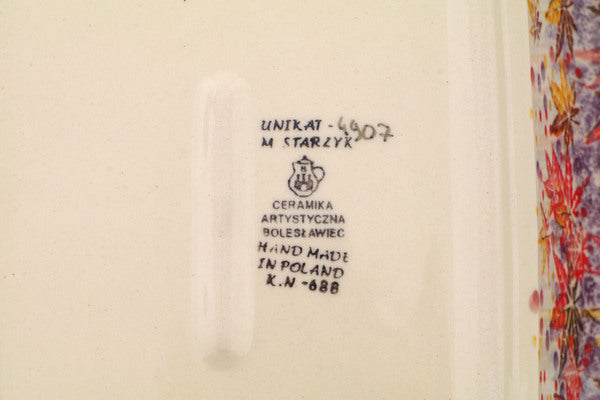 UNIKAT - 4907
M STARZYK
B
CERAMIKA
ARTYSTYCZNA
BOLESŁAWIEC
HAND MADE
IN POLAND
K.N -688